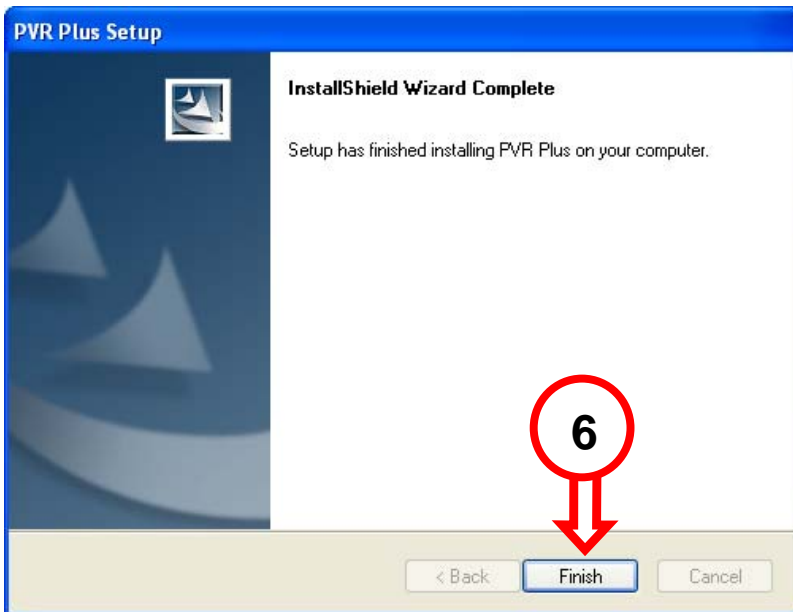 PVR Plus Setup
InstallShield Wizard Complete
Setup has finished installing PVR Plus on your computer.
6
< Back Finish Cancel